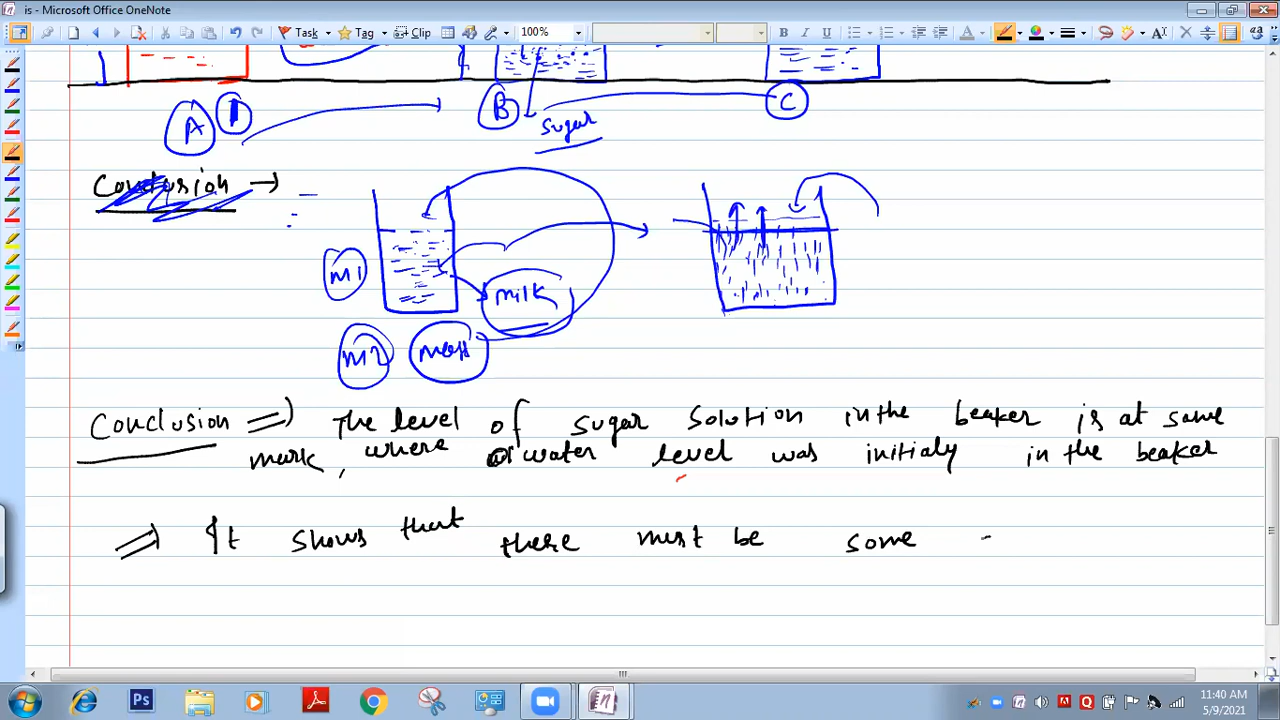 is - Microsoft Office OneNote
Task Tag Clip 100% B I U
A 1 B sugar C
Conclusion →
M1 milk
M2 mass
Conclusion ⇒) The level of sugar solution in the beaker is at same
mark, where water level was initialy in the beaker
⇒ It shows that there must be some
11:40 AM
5/9/2021